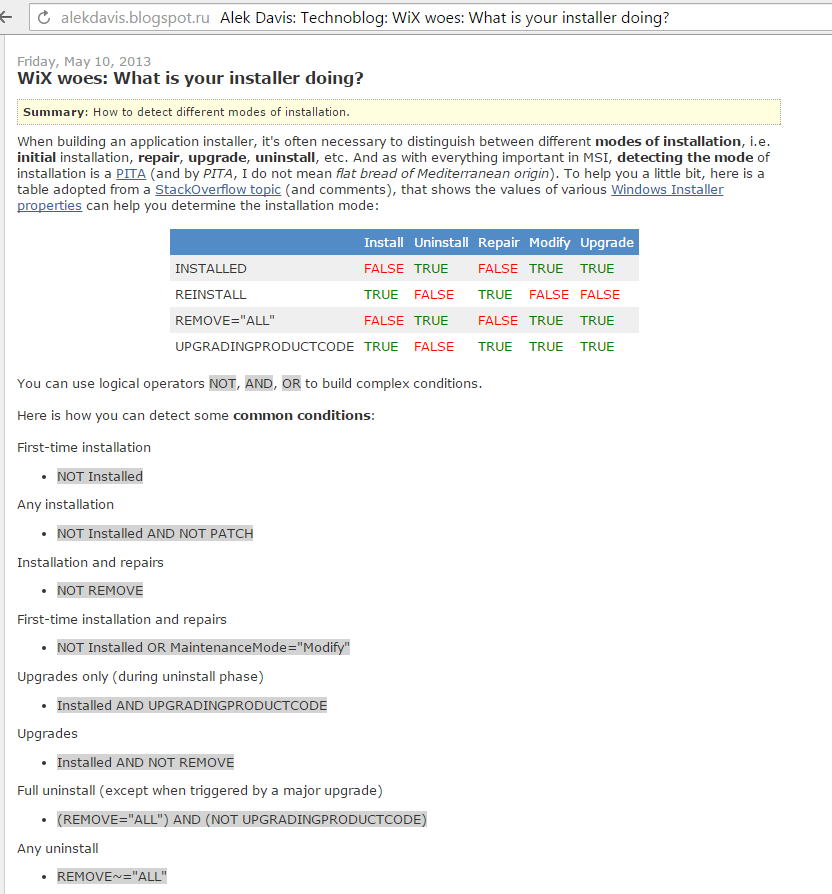 alekdavis.blogspot.ru Alek Davis: Technoblog: WiX woes: What is your installer doing?
Friday, May 10, 2013
WiX woes: What is your installer doing?
Summary: How to detect different modes of installation.
When building an application installer, it's often necessary to distinguish between different modes of installation, i.e.
initial installation, repair, upgrade, uninstall, etc. And as with everything important in MSI, detecting the mode of
installation is a PITA (and by PITA, I do not mean flat bread of Mediterranean origin). To help you a little bit, here is a
table adopted from a StackOverflow topic (and comments), that shows the values of various Windows Installer
properties can help you determine the installation mode:
Install Uninstall Repair Modify Upgrade
INSTALLED FALSE TRUE FALSE TRUE TRUE
REINSTALL TRUE FALSE TRUE FALSE FALSE
REMOVE="ALL" FALSE TRUE FALSE TRUE TRUE
UPGRADINGPRODUCTCODE TRUE FALSE TRUE TRUE TRUE
You can use logical operators NOT, AND, OR to build complex conditions.
Here is how you can detect some common conditions:
First-time installation
• NOT Installed
Any installation
• NOT Installed AND NOT PATCH
Installation and repairs
• NOT REMOVE
First-time installation and repairs
• NOT Installed OR MaintenanceMode="Modify"
Upgrades only (during uninstall phase)
• Installed AND UPGRADINGPRODUCTCODE
Upgrades
• Installed AND NOT REMOVE
Full uninstall (except when triggered by a major upgrade)
• (REMOVE="ALL") AND (NOT UPGRADINGPRODUCTCODE)
Any uninstall
• REMOVE~="ALL"